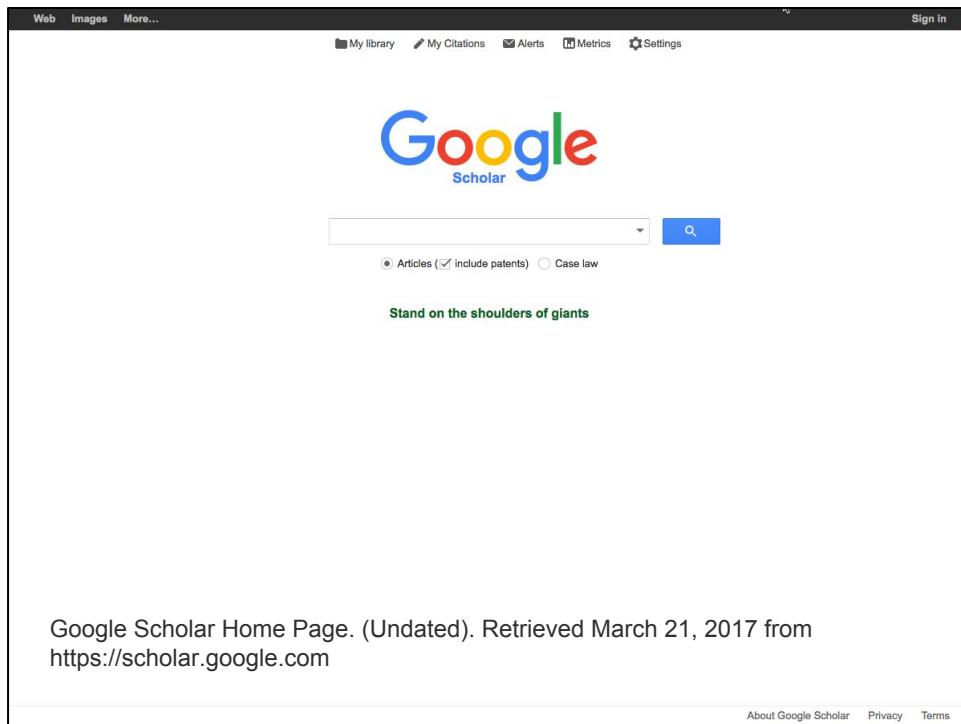 Web Images More... Sign in
My library My Citations Alerts Metrics Settings
Google
Scholar
Articles ( include patents) Case law
Stand on the shoulders of giants
Google Scholar Home Page. (Undated). Retrieved March 21, 2017 from
https://scholar.google.com
About Google Scholar Privacy Terms